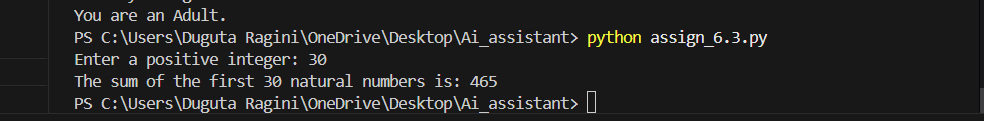 You are an Adult.
PS C:\Users\Duguta Ragini\OneDrive\Desktop\Ai_assistant> python assign_6.3.py
Enter a positive integer: 30
The sum of the first 30 natural numbers is: 465
PS C:\Users\Duguta Ragini\OneDrive\Desktop\Ai_assistant>